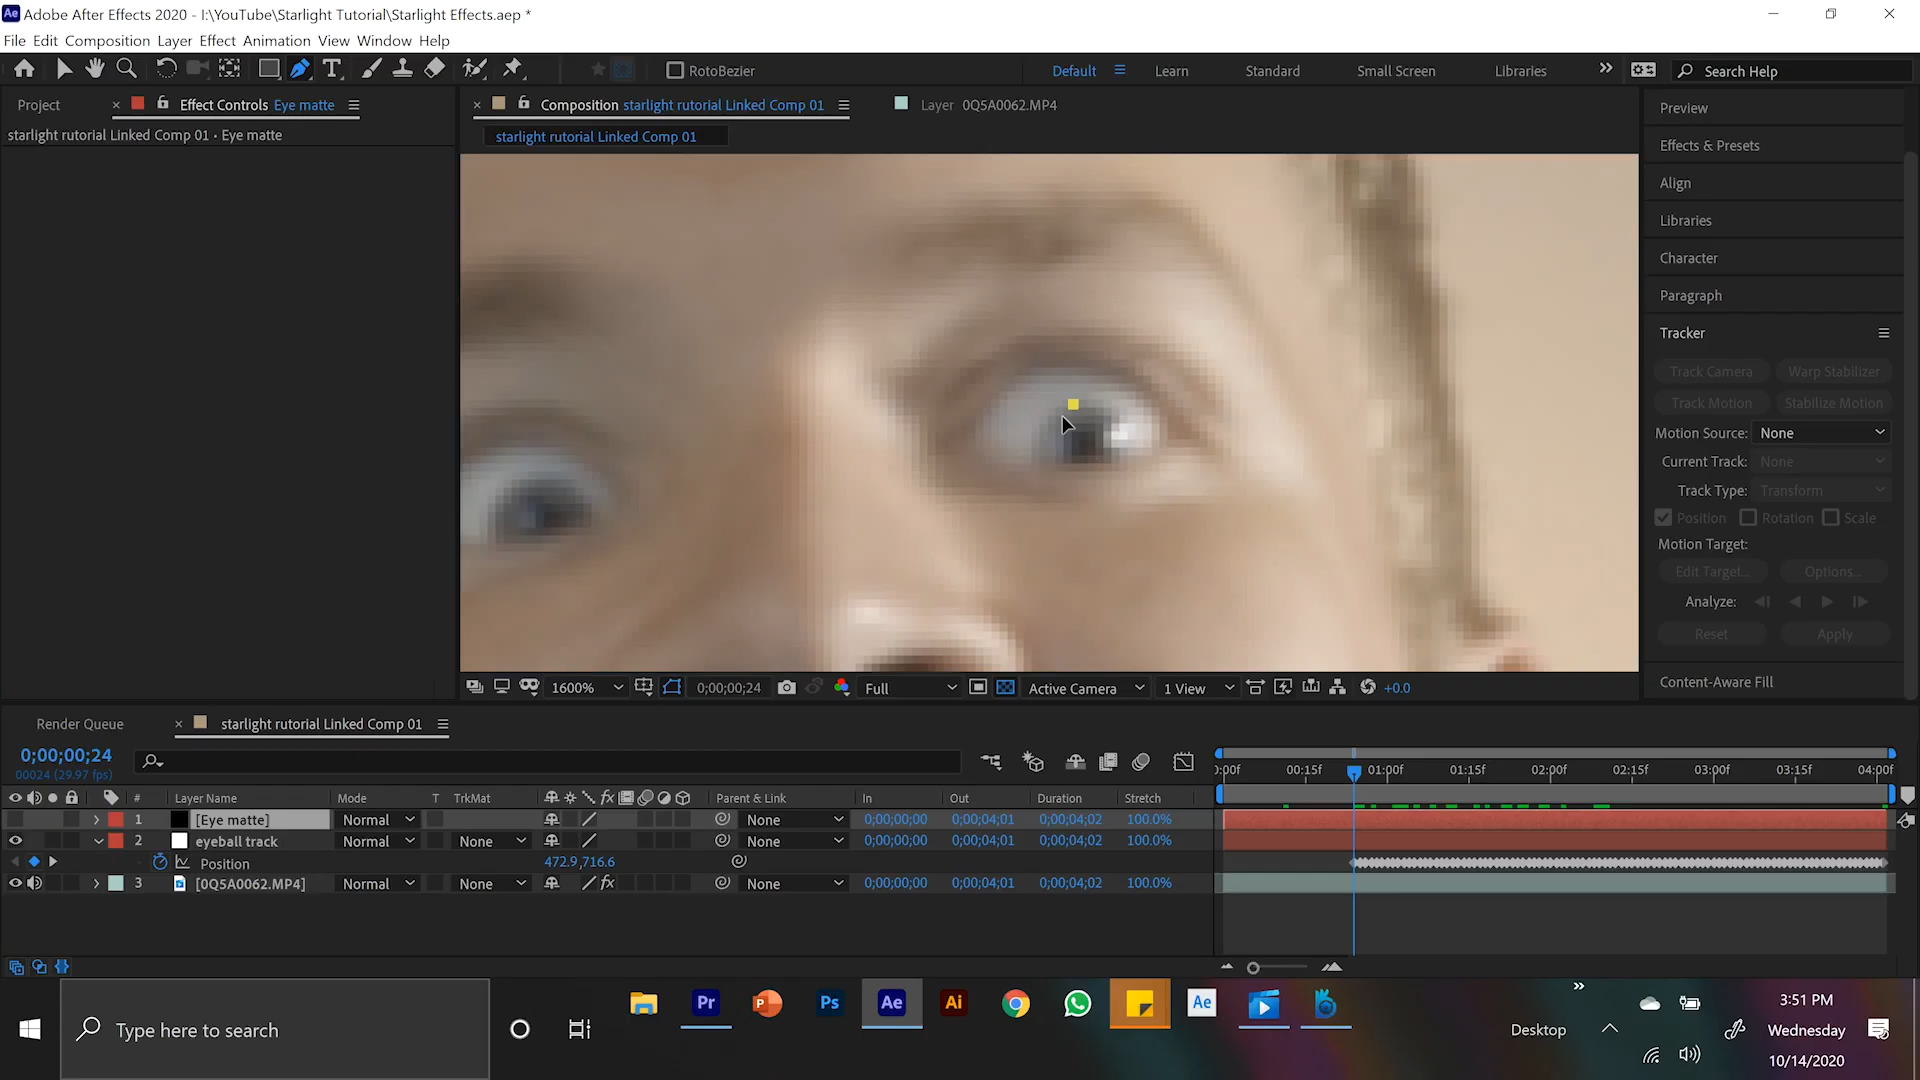 Ae Adobe After Effects 2020 - I:\YouTube\Starlight Tutorial\Starlight Effects.aep *
File Edit Composition Layer Effect Animation View Window Help
RotoBezier Default Learn Standard Small Screen Libraries Search Help
Project Effect Controls Eye matte
Composition starlight rutorial Linked Comp 01
Layer 0Q5A0062.MP4
starlight rutorial Linked Comp 01 • Eye matte
starlight rutorial Linked Comp 01
Preview
Effects & Presets
Align
Libraries
Character
Paragraph
Tracker
Track Camera Warp Stabilizer
Track Motion Stabilize Motion
Motion Source: None
Current Track: None
Track Type: Transform
Position Rotation Scale
Motion Target:
Edit Target... Options...
Analyze:
Reset Apply
Content-Aware Fill
1600% 0;00;00;24 Full Active Camera 1 View +0.0
Render Queue starlight rutorial Linked Comp 01
0;00;00;24
00024 (29.97 fps)
0:00f 00:15f 01:00f 01:15f 02:00f 02:15f 03:00f 03:15f 04:00f
# Layer Name Mode T TrkMat fx Parent & Link In Out Duration Stretch
1 [Eye matte] Normal None 0;00;00;00 0;00;04;01 0;00;04;02 100.0%
2 eyeball track Normal None None 0;00;00;00 0;00;04;01 0;00;04;02 100.0%
Position 472.9,716.6
3 [0Q5A0062.MP4] Normal None fx None 0;00;00;00 0;00;04;01 0;00;04;02 100.0%
Type here to search
Pr P Ps Ae Ai Ae
Desktop
3:51 PM
Wednesday
10/14/2020